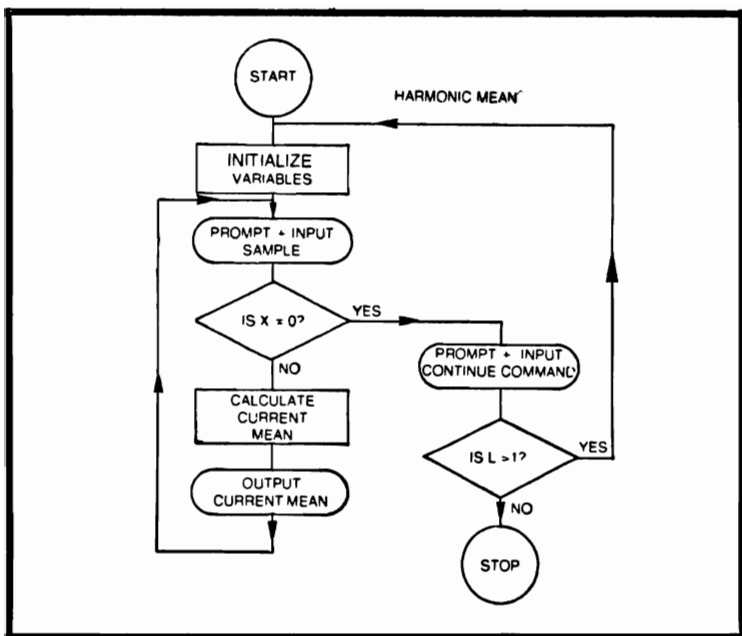 START
HARMONIC MEAN
INITIALIZE
VARIABLES
PROMPT + INPUT
SAMPLE
IS X = 0?
YES
PROMPT + INPUT
CONTINUE COMMAND
NO
CALCULATE
CURRENT
MEAN
IS L >1?
YES
OUTPUT
CURRENT MEAN
NO
STOP